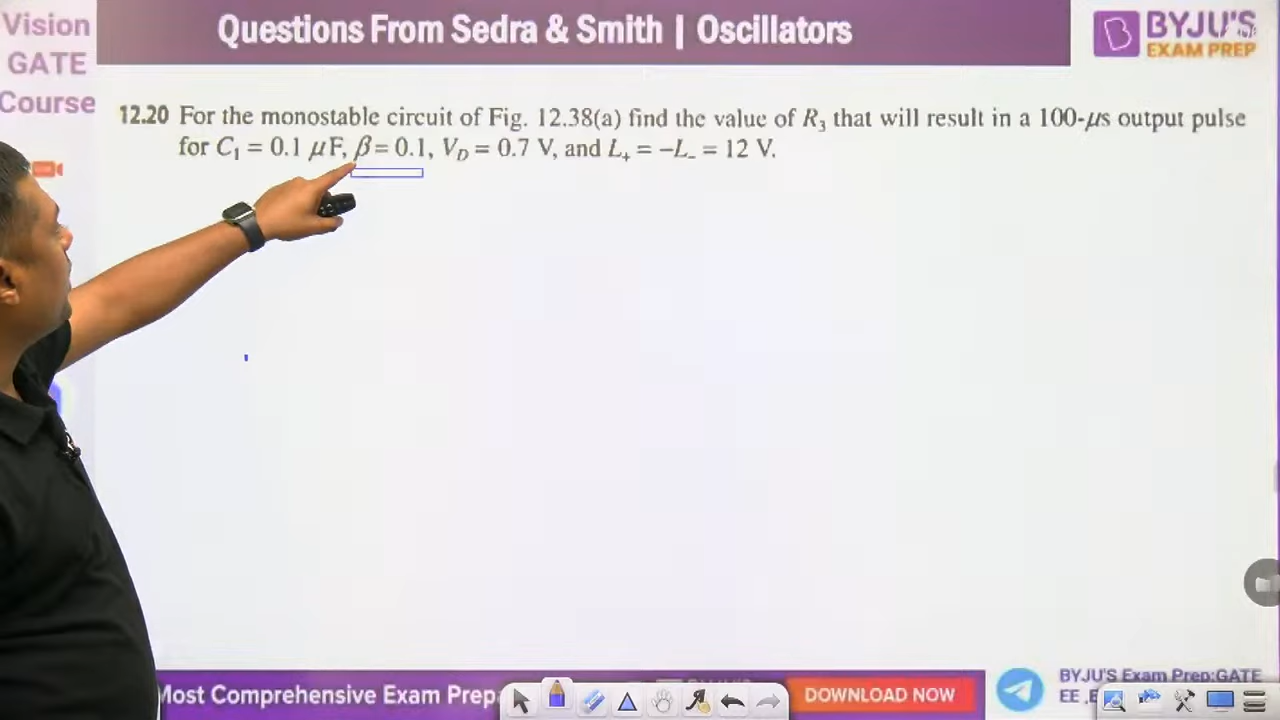 Vision
GATE
Course
Questions From Sedra & Smith | Oscillators
BYJU'S
EXAM PREP
12.20 For the monostable circuit of Fig. 12.38(a) find the value of R₃ that will result in a 100-μs output pulse
for C₁ = 0.1 μF, β = 0.1, V_D = 0.7 V, and L₊ = −L₋ = 12 V.
Most Comprehensive Exam Prepa
DOWNLOAD NOW
BYJU'S Exam Prep:GATE
EE